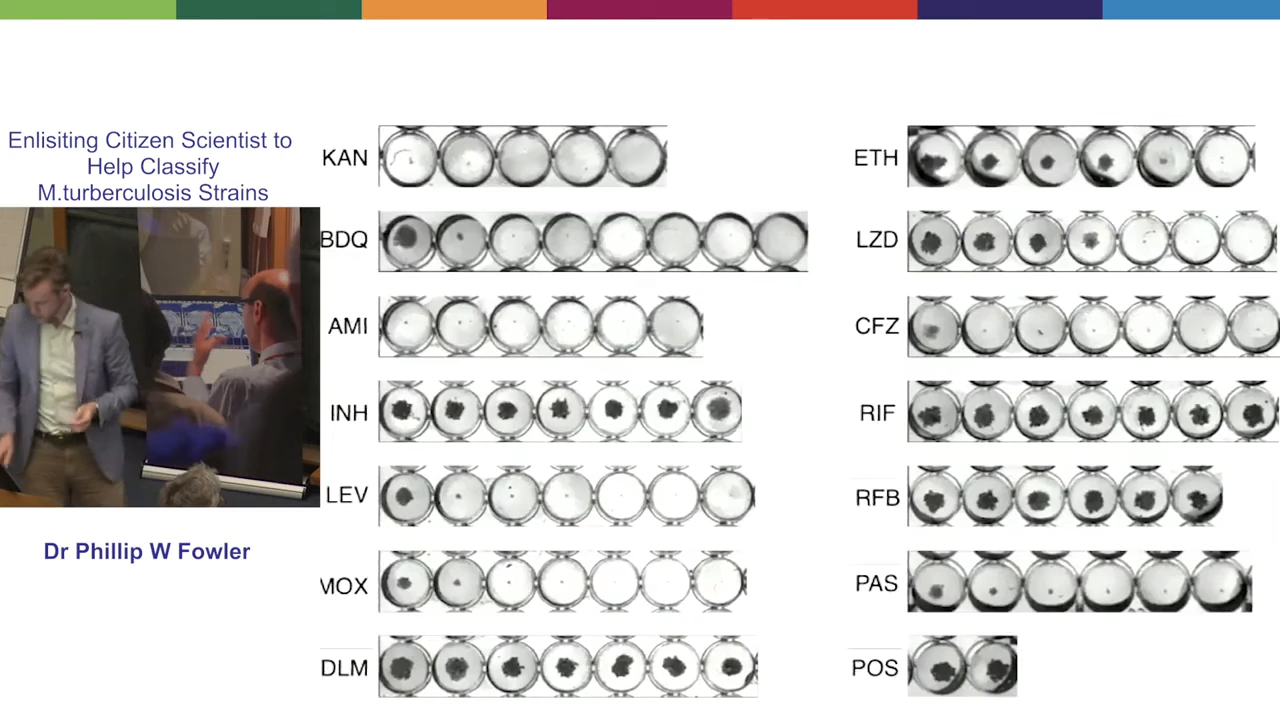 Enlisiting Citizen Scientist to
Help Classify
M.turberculosis Strains
Dr Phillip W Fowler
KAN
BDQ
AMI
INH
LEV
MOX
DLM
ETH
LZD
CFZ
RIF
RFB
PAS
POS